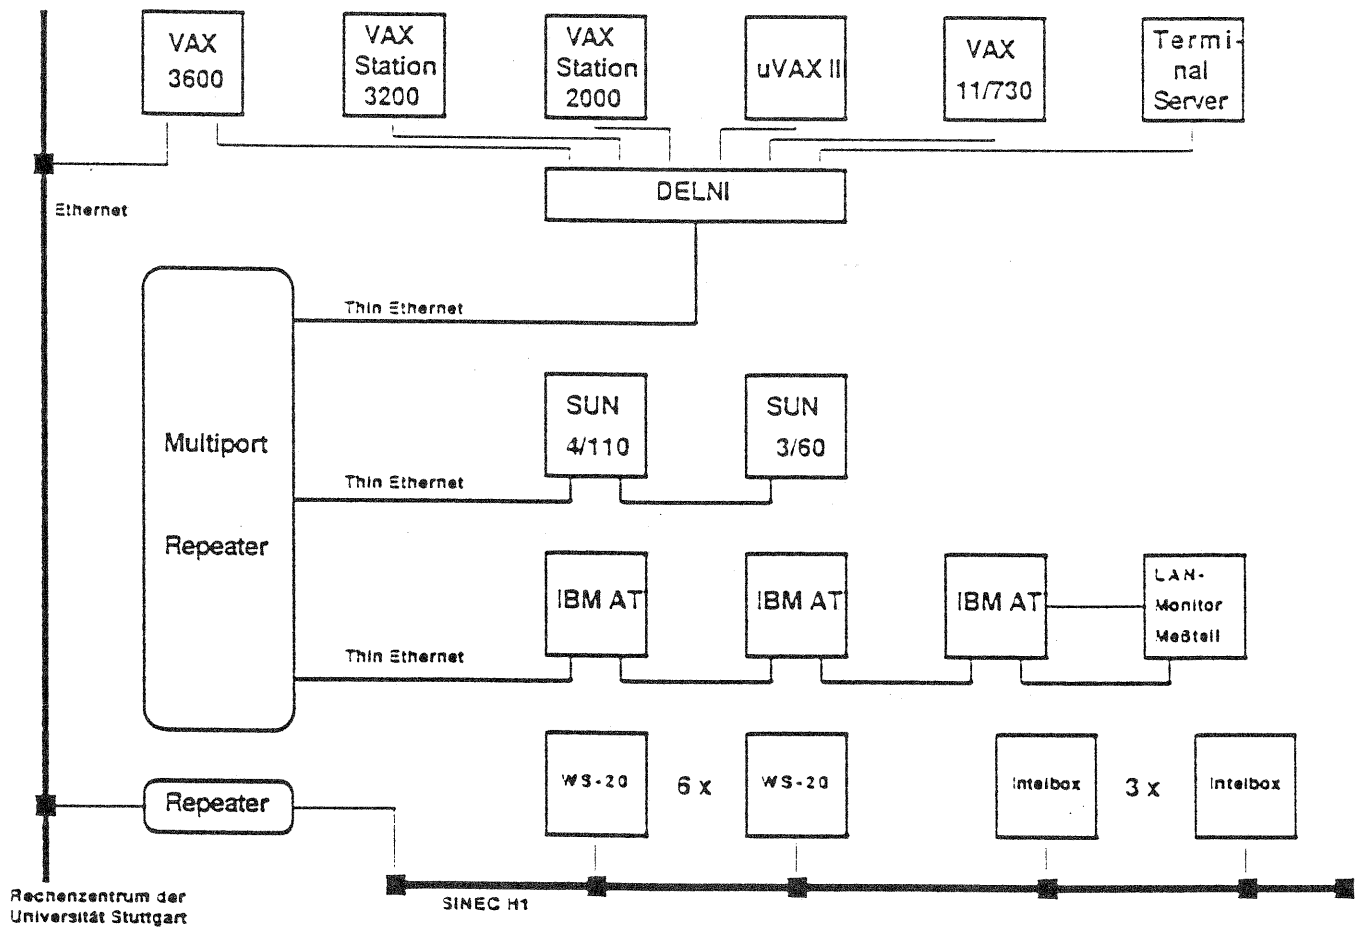 VAX
3600
VAX
Station
3200
VAX
Station
2000
uVAX II
VAX
11/730
Termi-
nal
Server
DELNI
Ethernet
Thin Ethernet
Multiport
Repeater
SUN
4/110
SUN
3/60
Thin Ethernet
IBM AT
IBM AT
IBM AT
LAN-
Monitor
Meßteil
Thin Ethernet
WS-20
6 x
WS-20
Intelbox
3 x
Intelbox
Repeater
Rechenzentrum der
Universität Stuttgart
SINEC H1